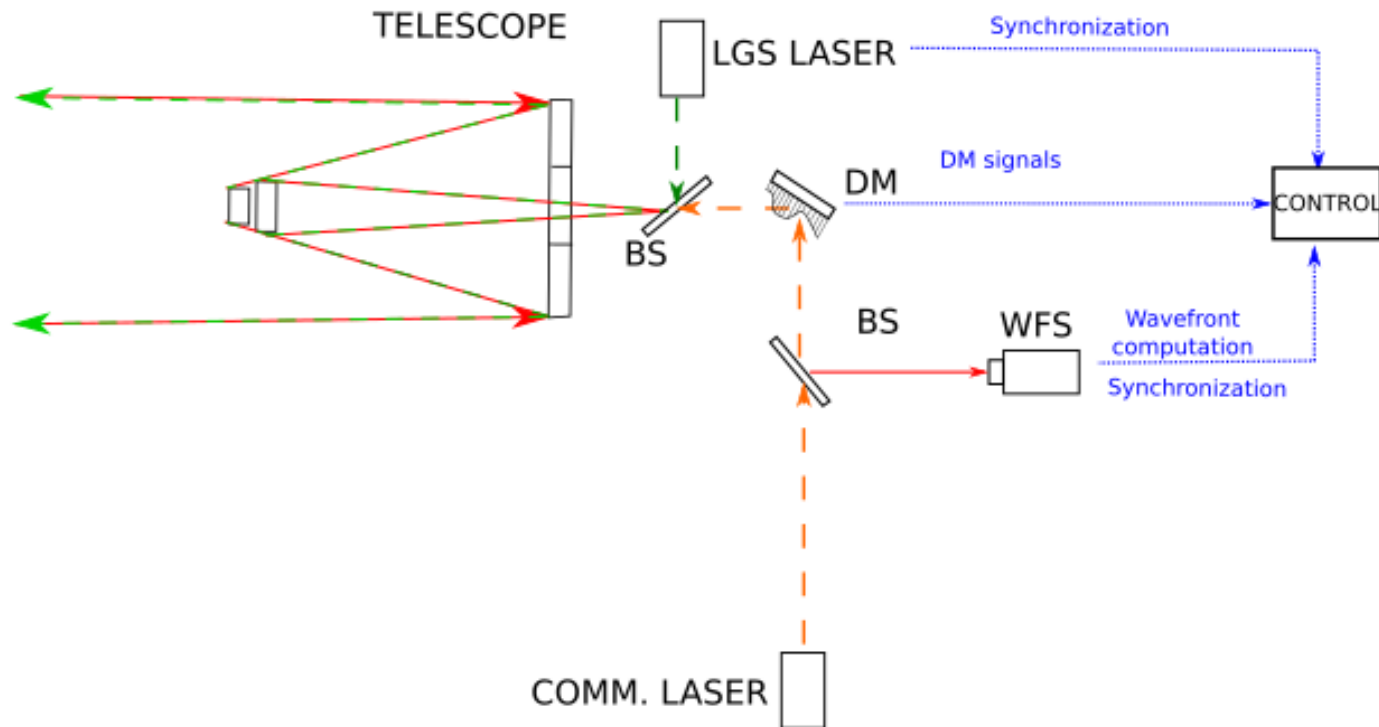 TELESCOPE
LGS LASER
Synchronization
DM signals
DM
CONTROL
BS
BS
WFS
Wavefront
computation
Synchronization
COMM. LASER